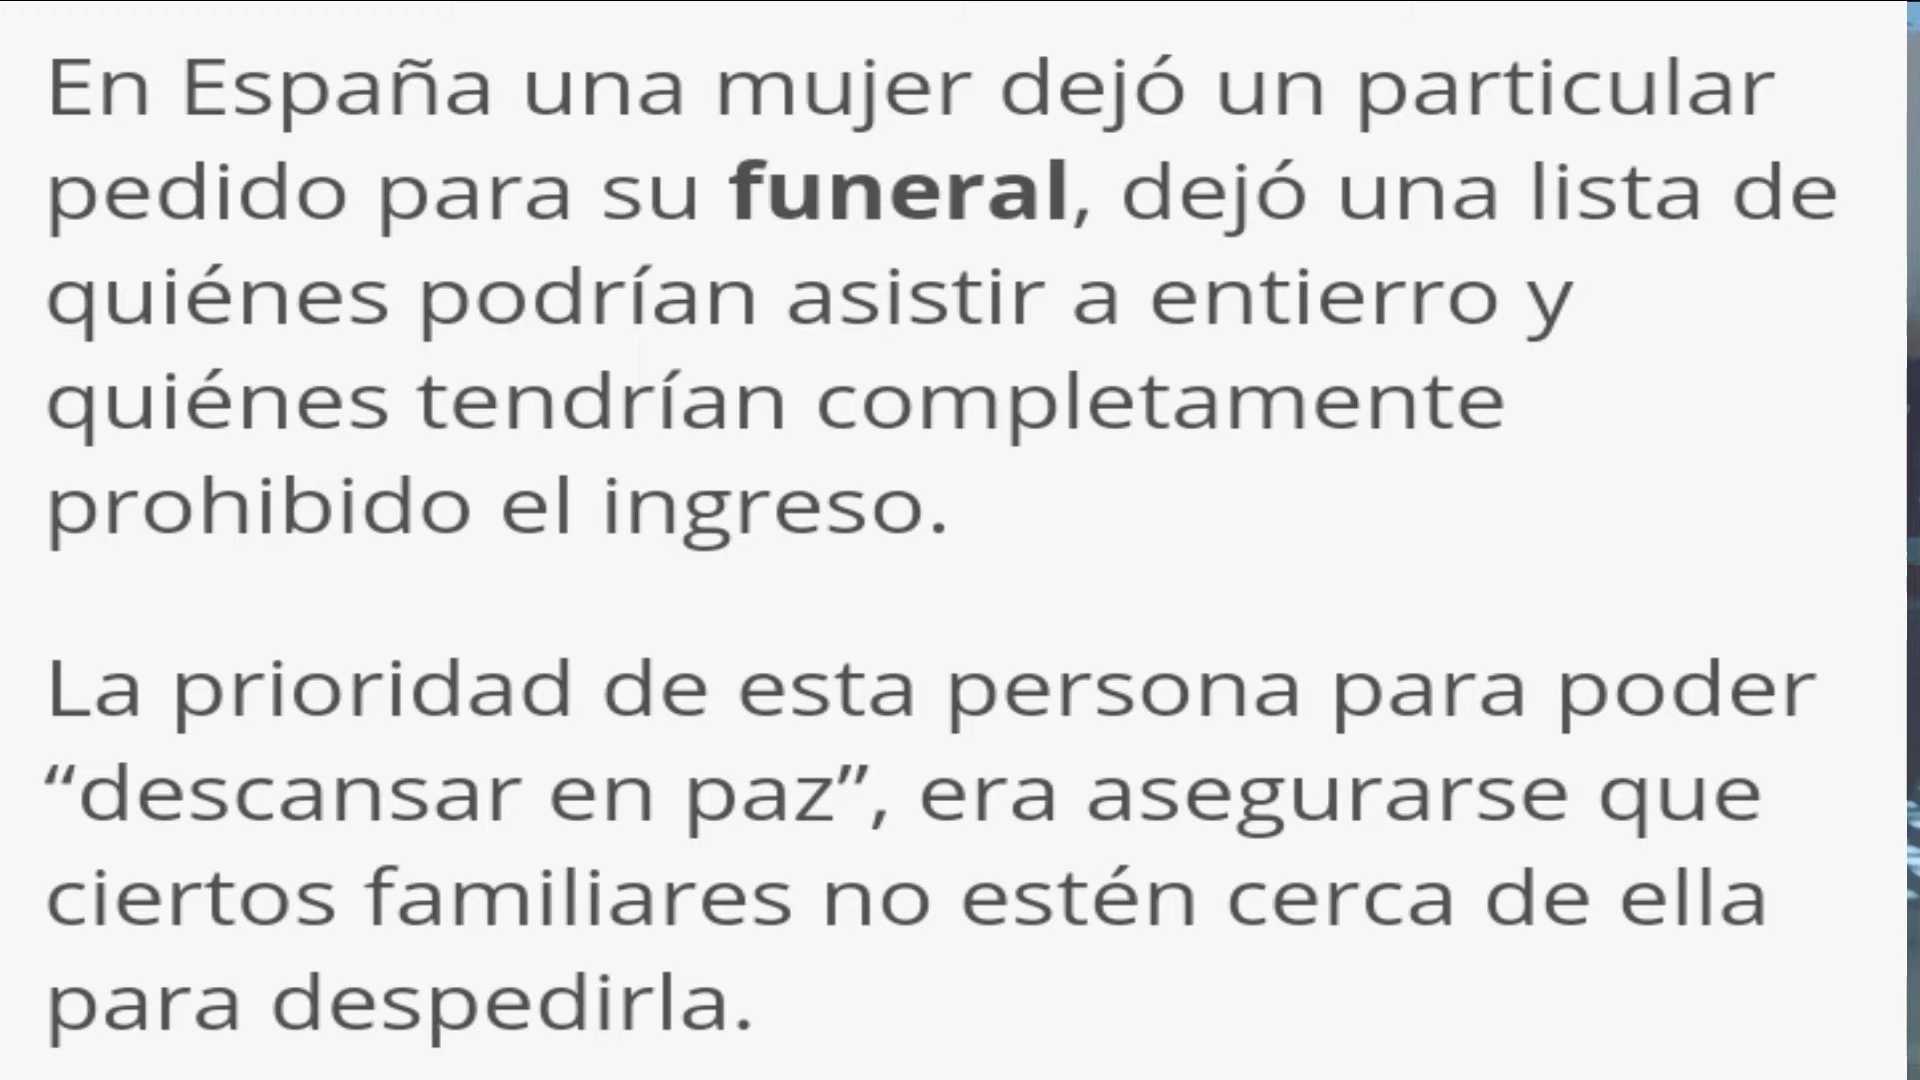 En España una mujer dejó un particular
pedido para su funeral, dejó una lista de
quiénes podrían asistir a entierro y
quiénes tendrían completamente
prohibido el ingreso.
La prioridad de esta persona para poder
“descansar en paz”, era asegurarse que
ciertos familiares no estén cerca de ella
para despedirla.